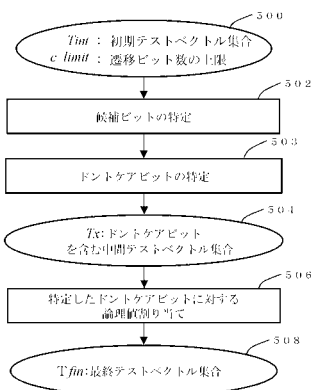 500
Tint : 初期テストベクトル集合
c limit : 遷移ビット数の上限
502
候補ビットの特定
503
ドントケアビットの特定
504
Tx:ドントケアビット
を含む中間テストベクトル集合
506
特定したドントケアビットに対する
論理値割り当て
508
Tfin:最終テストベクトル集合